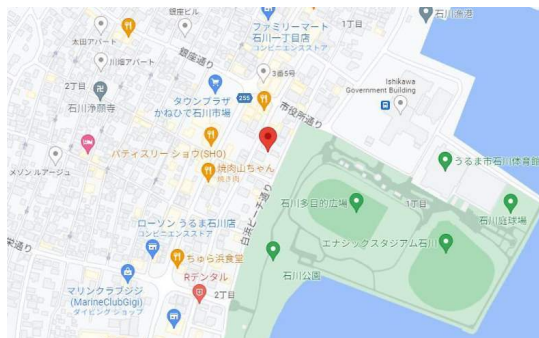 銀座ビル
太田アパート
ファミリーマート
石川一丁目店
コンビニエンスストア
1丁目
石川漁港
銀座通り
川畑アパート
2丁目
石川浄願寺
3番5号
Ishikawa
Government Building
タウンプラザ
かねひで石川市場
255
市役所通り
パティスリー ショウ(SHO)
焼肉山ちゃん
焼き肉
うるま市石川体育館
メゾン ルアージュ
白浜ビーチ通り
石川多目的広場
1丁目
石川庭球場
ローソン うるま石川店
コンビニエンスストア
エナジックスタジアム石川
栄通り
ちゅら浜食堂
石川公園
Rデンタル
マリンクラブジジ
(MarineClubGigi)
ダイビング ショップ
2丁目